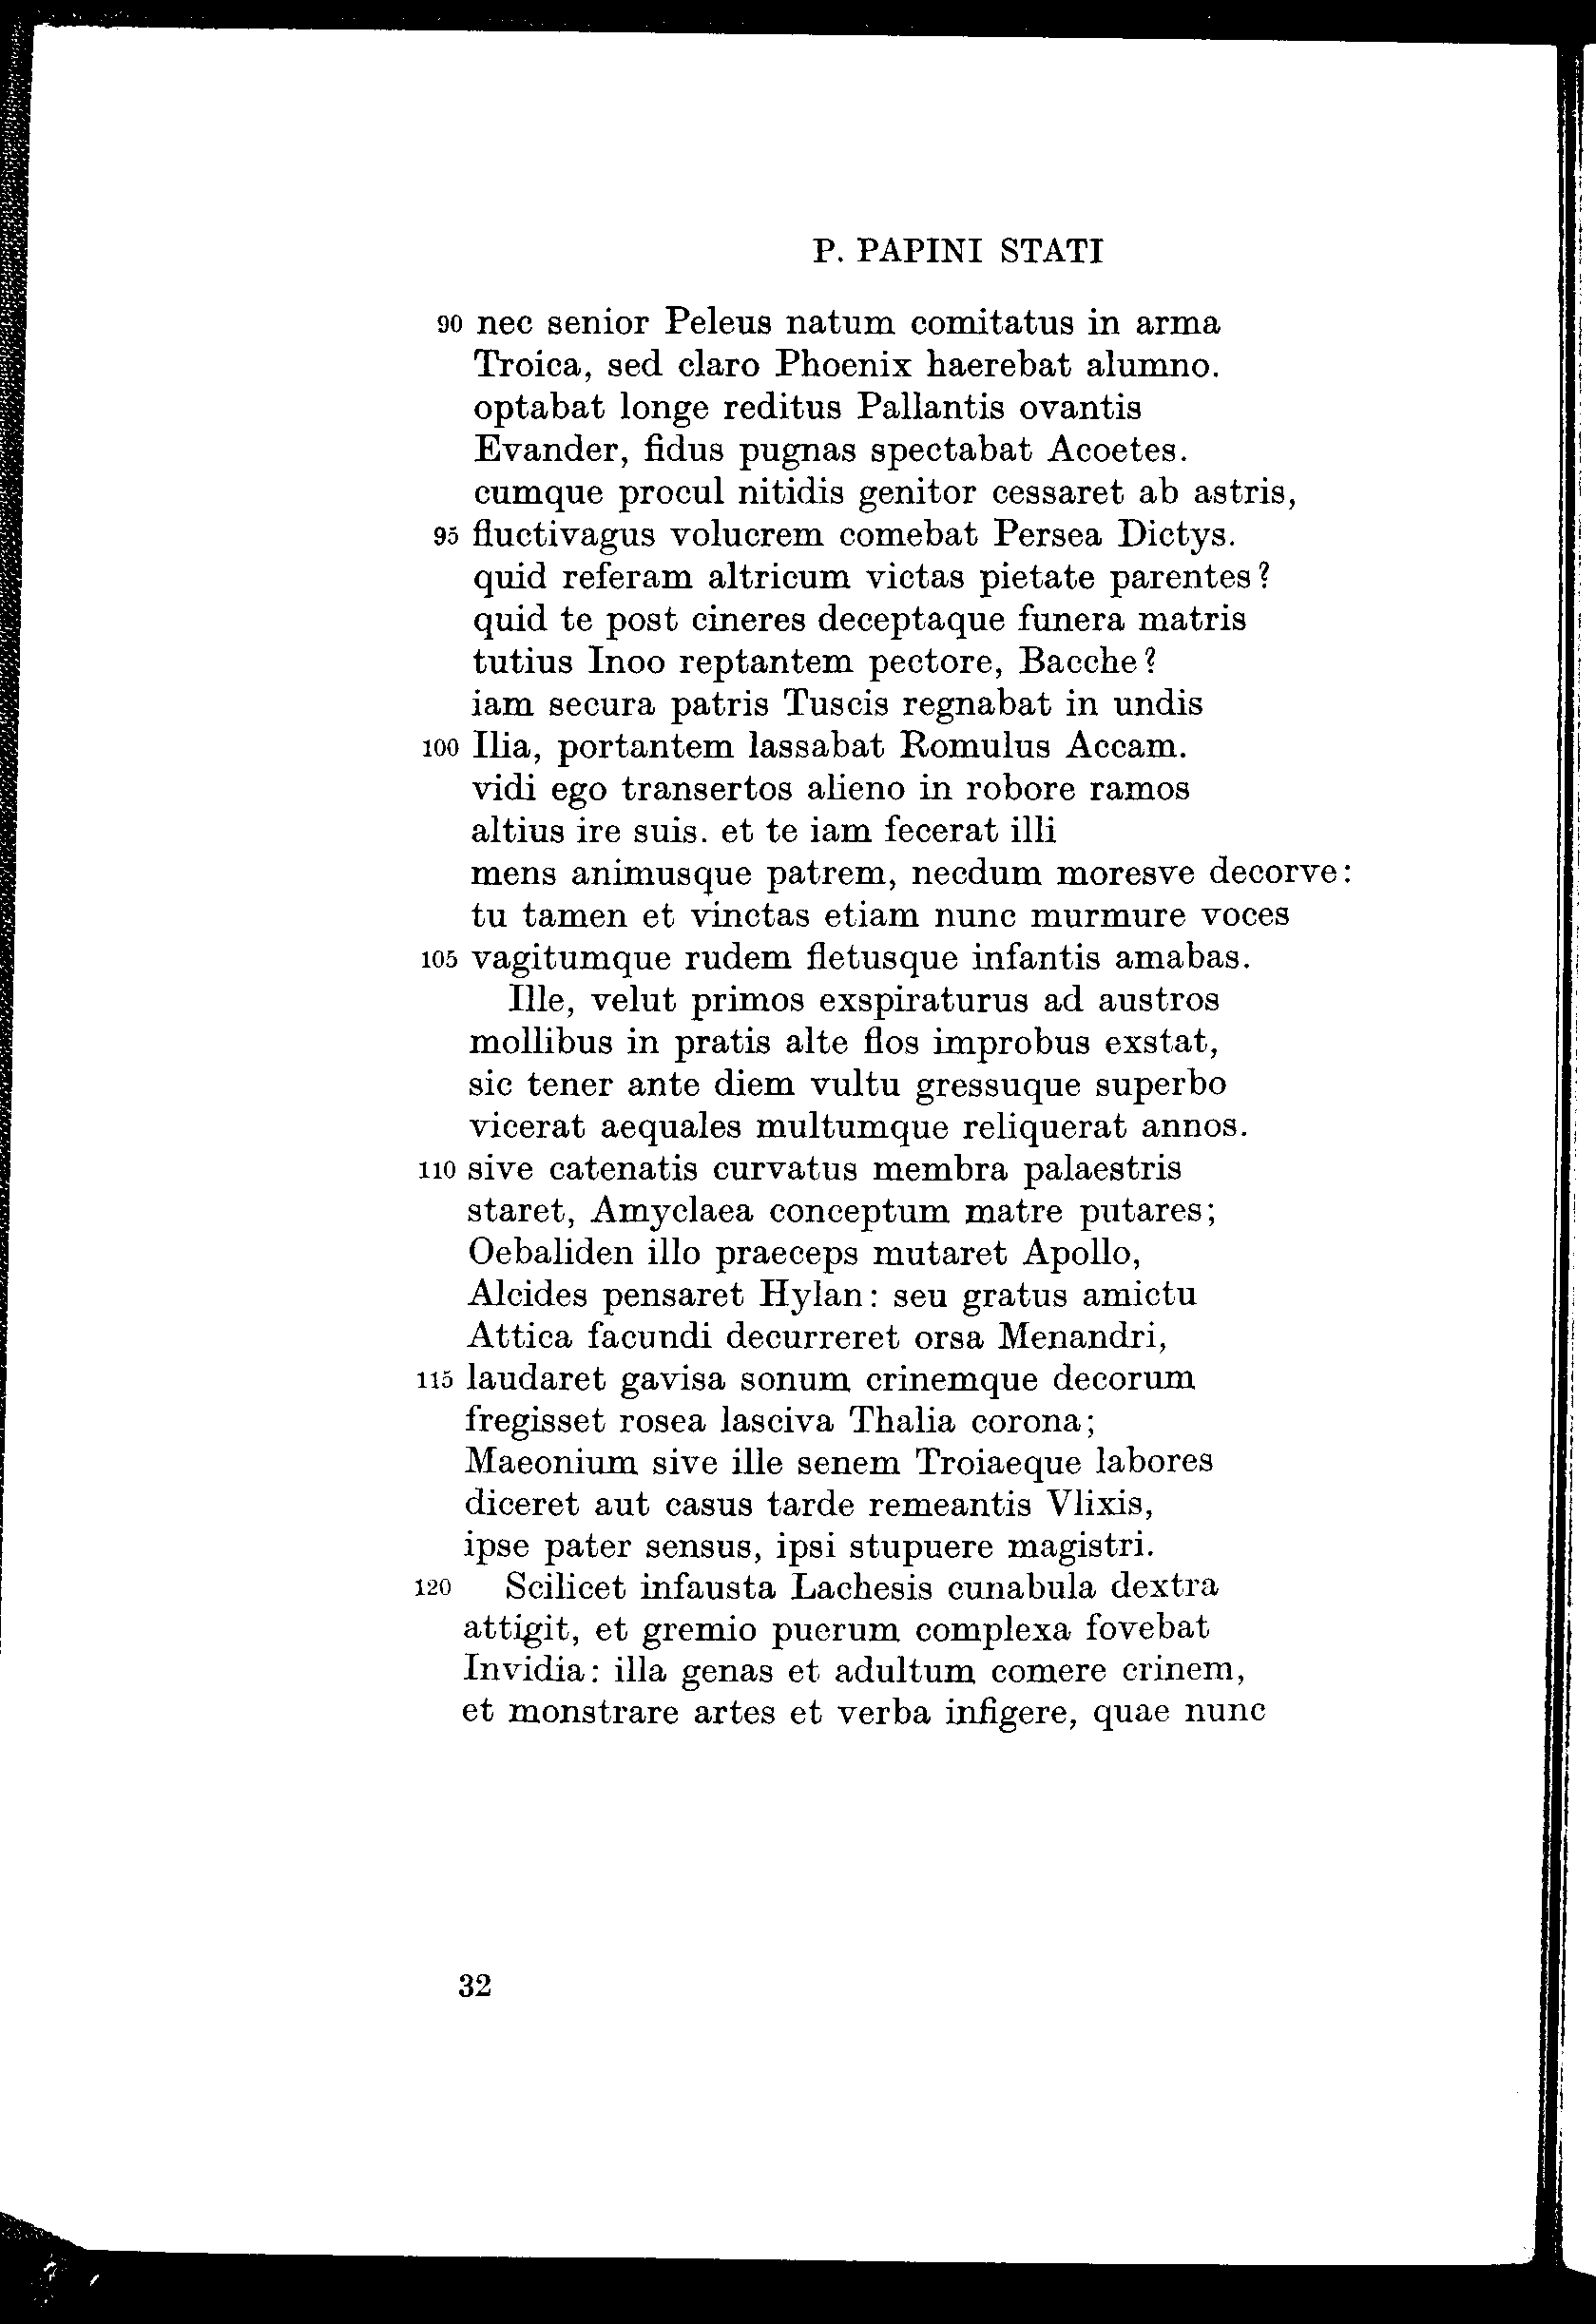 P. PAPINI STATI
90 nec senior Peleus natum comitatus in arma
Troica, sed claro Phoenix haerebat alumno.
optabat longe reditus Pallantis ovantis
Evander, fidus pugnas spectabat Acoetes.
cumque procul nitidis genitor cessaret ab astris,
95 fluctivagus volucrem comebat Persea Dictys.
quid referam altricum victas pietate parentes?
quid te post cineres deceptaque funera matris
tutius Inoo reptantem pectore, Bacche?
iam secura patris Tuscis regnabat in undis
100 Ilia, portantem lassabat Romulus Accam.
vidi ego transertos alieno in robore ramos
altius ire suis. et te iam fecerat illi
mens animusque patrem, necdum moresve decorve:
tu tamen et vinctas etiam nunc murmure voces
105 vagitumque rudem fletusque infantis amabas.
Ille, velut primos exspiraturus ad austros
mollibus in pratis alte flos improbus exstat,
sic tener ante diem vultu gressuque superbo
vicerat aequales multumque reliquerat annos.
110 sive catenatis curvatus membra palaestris
staret, Amyclaea conceptum matre putares;
Oebaliden illo praeceps mutaret Apollo,
Alcides pensaret Hylan: seu gratus amictu
Attica facundi decurreret orsa Menandri,
115 laudaret gavisa sonum crinemque decorum
fregisset rosea lasciva Thalia corona;
Maeonium sive ille senem Troiaeque labores
diceret aut casus tarde remeantis Vlixis,
ipse pater sensus, ipsi stupuere magistri.
120 Scilicet infausta Lachesis cunabula dextra
attigit, et gremio puerum complexa fovebat
Invidia: illa genas et adultum comere crinem,
et monstrare artes et verba infigere, quae nunc
32